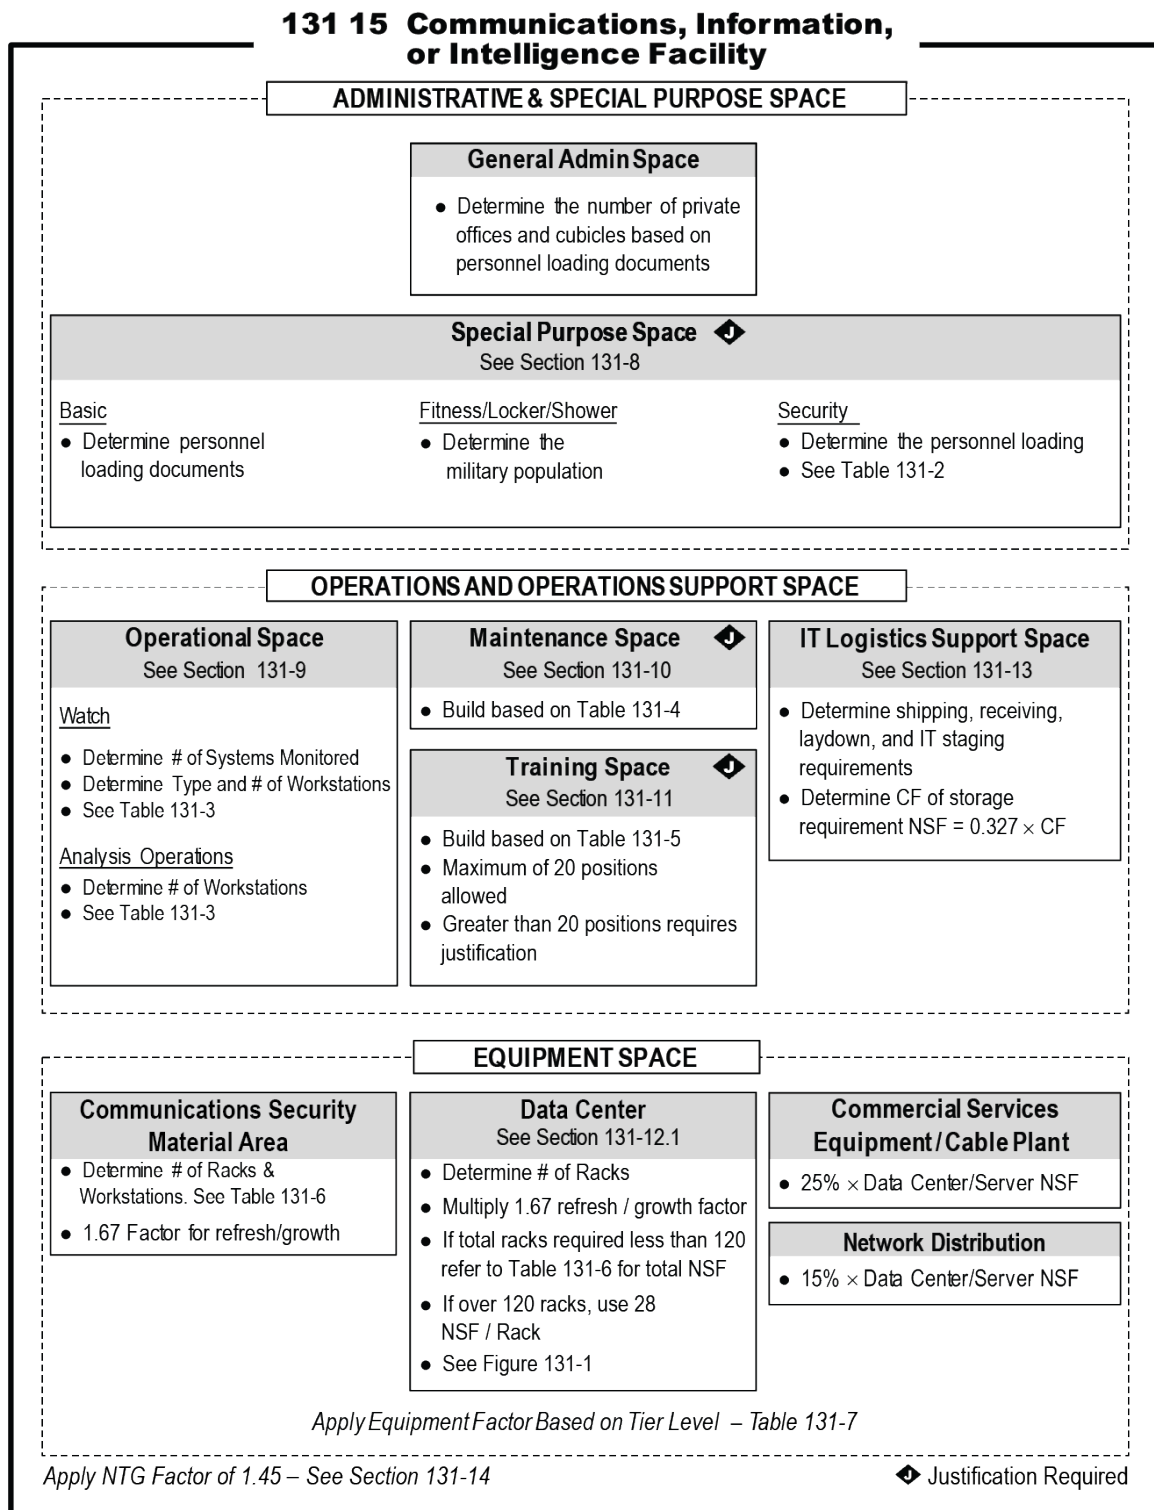 131 15 Communications, Information,
or Intelligence Facility
ADMINISTRATIVE & SPECIAL PURPOSE SPACE
General Admin Space
● Determine the number of private
offices and cubicles based on
personnel loading documents
Special Purpose Space J
See Section 131-8
Basic
● Determine personnel
loading documents
Fitness/Locker/Shower
● Determine the
military population
Security
● Determine the personnel loading
● See Table 131-2
OPERATIONS AND OPERATIONS SUPPORT SPACE
Operational Space
See Section 131-9
Watch
● Determine # of Systems Monitored
● Determine Type and # of Workstations
● See Table 131-3
Analysis Operations
● Determine # of Workstations
● See Table 131-3
Maintenance Space J
See Section 131-10
● Build based on Table 131-4
Training Space J
See Section 131-11
● Build based on Table 131-5
● Maximum of 20 positions
allowed
● Greater than 20 positions requires
justification
IT Logistics Support Space
See Section 131-13
● Determine shipping, receiving,
laydown, and IT staging
requirements
● Determine CF of storage
requirement NSF = 0.327 × CF
EQUIPMENT SPACE
Communications Security
Material Area
● Determine # of Racks &
Workstations. See Table 131-6
● 1.67 Factor for refresh/growth
Data Center
See Section 131-12.1
● Determine # of Racks
● Multiply 1.67 refresh / growth factor
● If total racks required less than 120
refer to Table 131-6 for total NSF
● If over 120 racks, use 28
NSF / Rack
● See Figure 131-1
Commercial Services
Equipment / Cable Plant
● 25% × Data Center/Server NSF
Network Distribution
● 15% × Data Center/Server NSF
Apply Equipment Factor Based on Tier Level – Table 131-7
Apply NTG Factor of 1.45 – See Section 131-14
J Justification Required